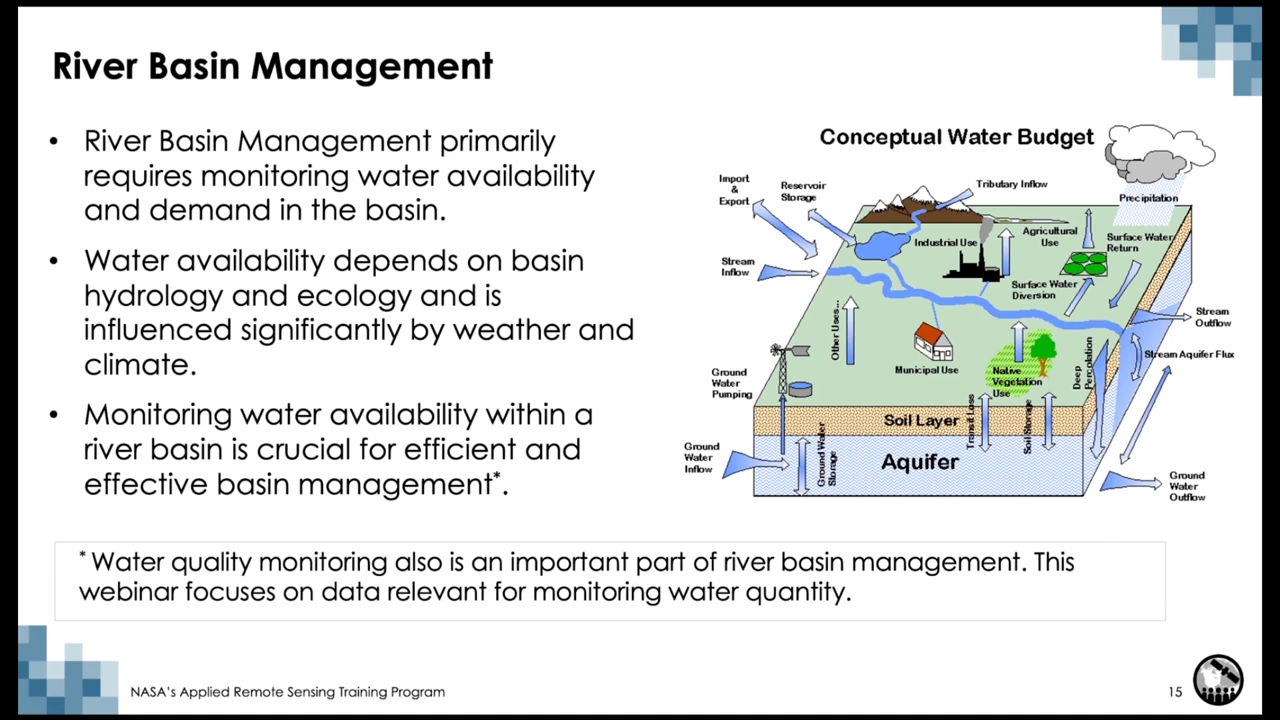 River Basin Management
• River Basin Management primarily
requires monitoring water availability
and demand in the basin.
• Water availability depends on basin
hydrology and ecology and is
influenced significantly by weather and
climate.
• Monitoring water availability within a
river basin is crucial for efficient and
effective basin management*.
Conceptual Water Budget
Import
&
Export
Reservoir
Storage
Tributary Inflow
Precipitation
Stream
Inflow
Industrial Use
Agricultural
Use
Surface Water
Return
Surface Water
Diversion
Stream
Outflow
Other Uses...
Municipal Use
Native
Vegetation
Use
Deep
Percolation
Stream Aquifer Flux
Ground
Water
Pumping
Soil Layer
Transit Loss
Soil Storage
Ground
Water
Inflow
Ground Water
Storage
Aquifer
Ground
Water
Outflow
* Water quality monitoring also is an important part of river basin management. This
webinar focuses on data relevant for monitoring water quantity.
NASA's Applied Remote Sensing Training Program
15